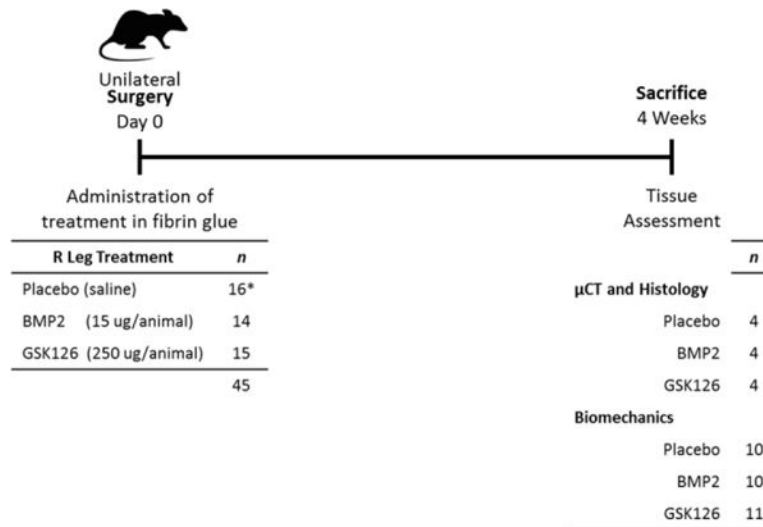 Unilateral
Surgery
Day 0
Sacrifice
4 Weeks
Administration of
treatment in fibrin glue
R Leg Treatment n
Placebo (saline) 16*
BMP2 (15 ug/animal) 14
GSK126 (250 ug/animal) 15
45
Tissue
Assessment
n
µCT and Histology
Placebo 4
BMP2 4
GSK126 4
Biomechanics
Placebo 10
BMP2 10
GSK126 11